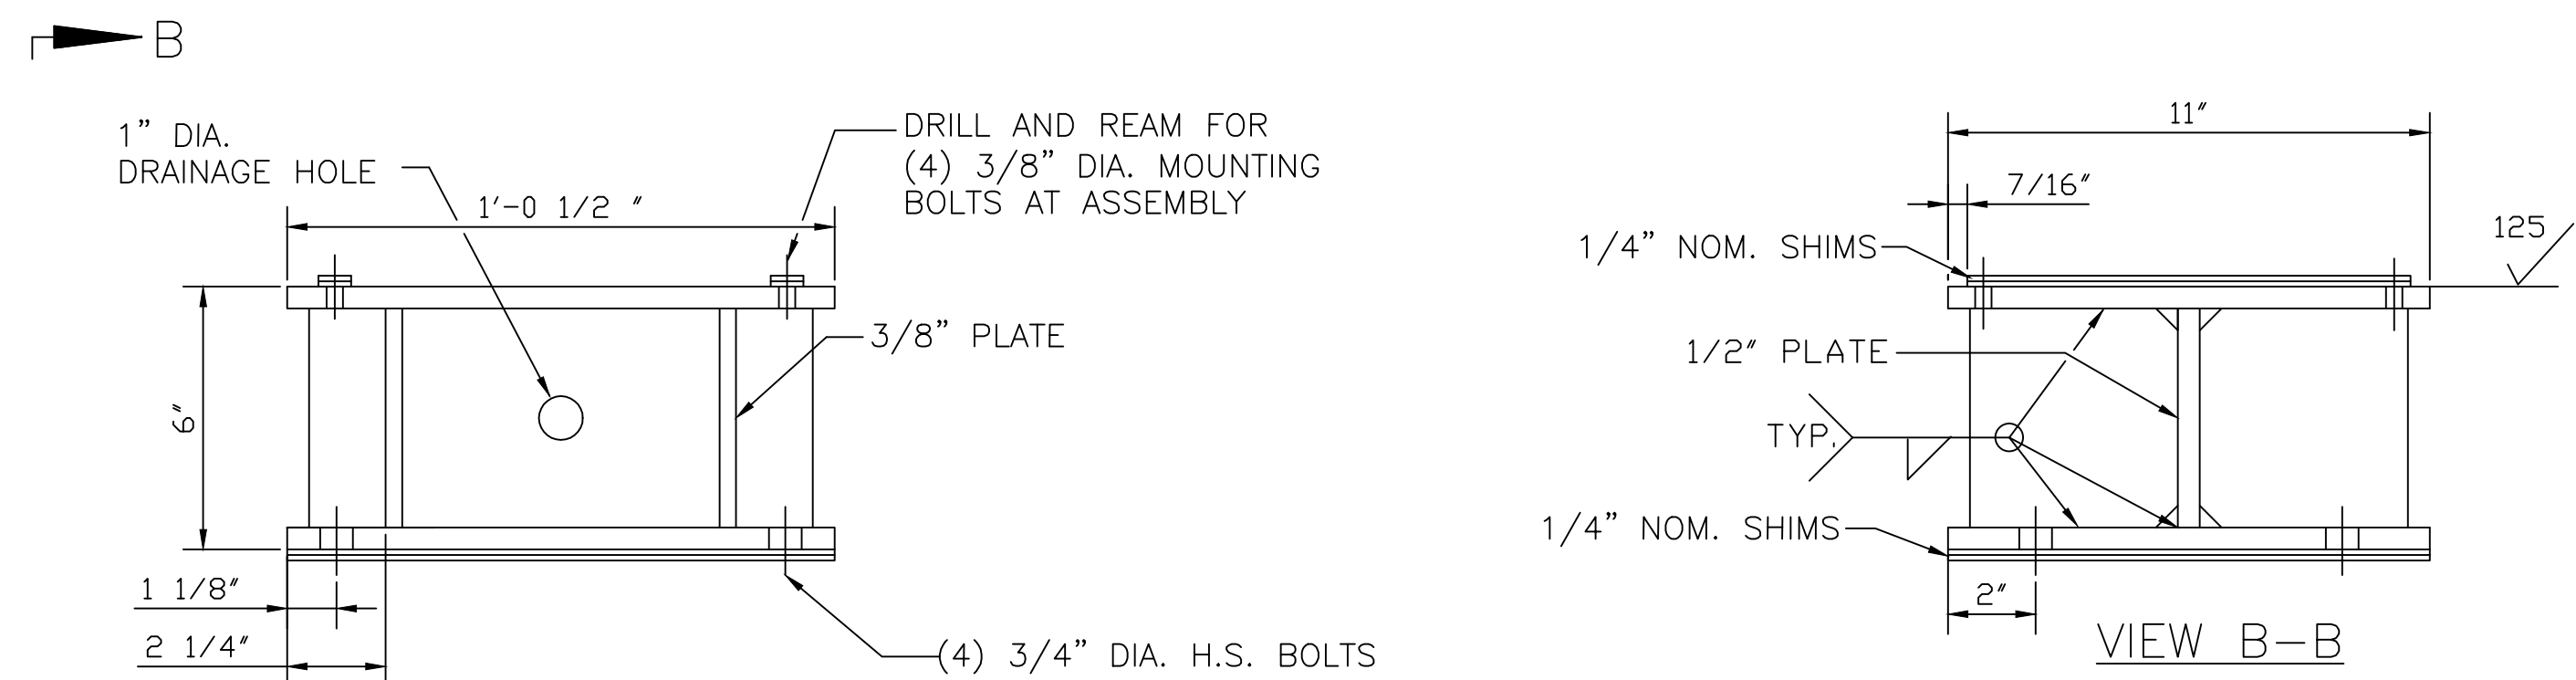 B
1” DIA.
DRAINAGE HOLE
DRILL AND REAM FOR
(4) 3/8” DIA. MOUNTING
BOLTS AT ASSEMBLY
1'-0 1/2 "
3/8” PLATE
6"
1 1/8"
2 1/4"
(4) 3/4” DIA. H.S. BOLTS
11"
7/16"
125
1/4” NOM. SHIMS
1/2" PLATE
TYP.
1/4” NOM. SHIMS
2"
VIEW B-B